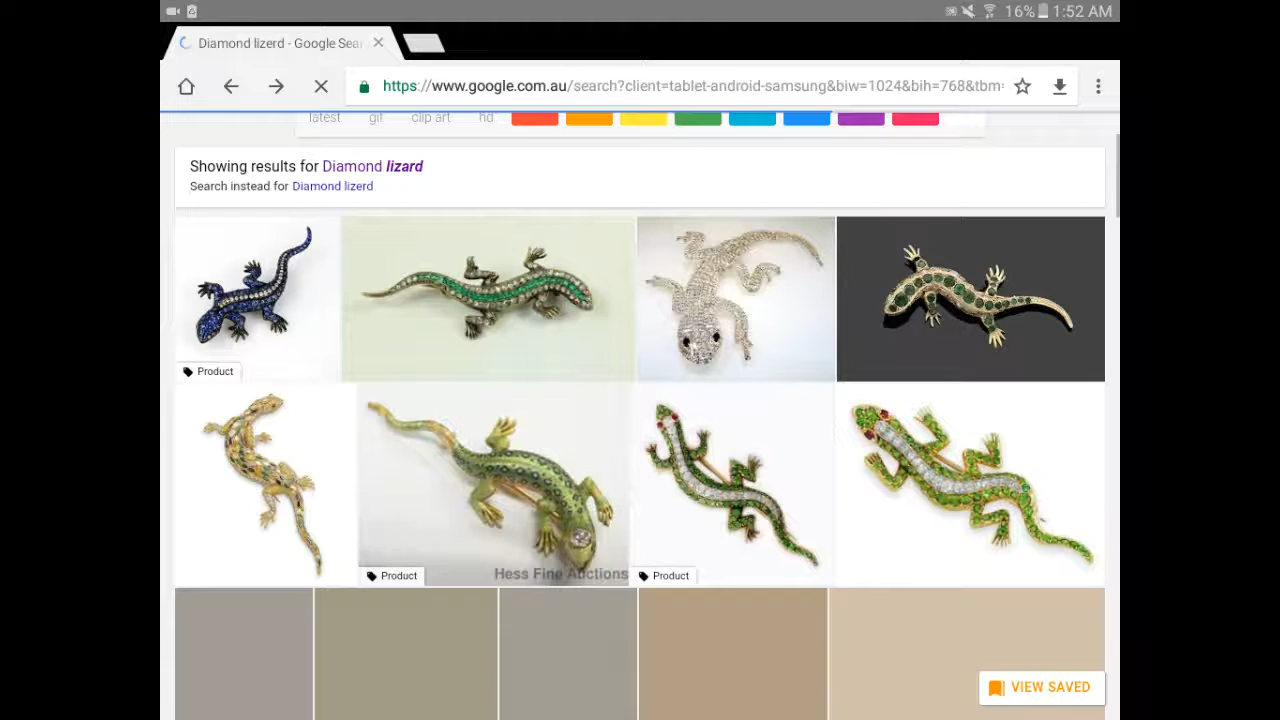 16% 1:52 AM
Diamond lizerd - Google Sea
https://www.google.com.au/search?client=tablet-android-samsung&biw=1024&bih=768&tbm=
latest gif clip art hd
Showing results for Diamond lizard
Search instead for Diamond lizerd
Product
Product
Hess Fine Auctions
Product
VIEW SAVED